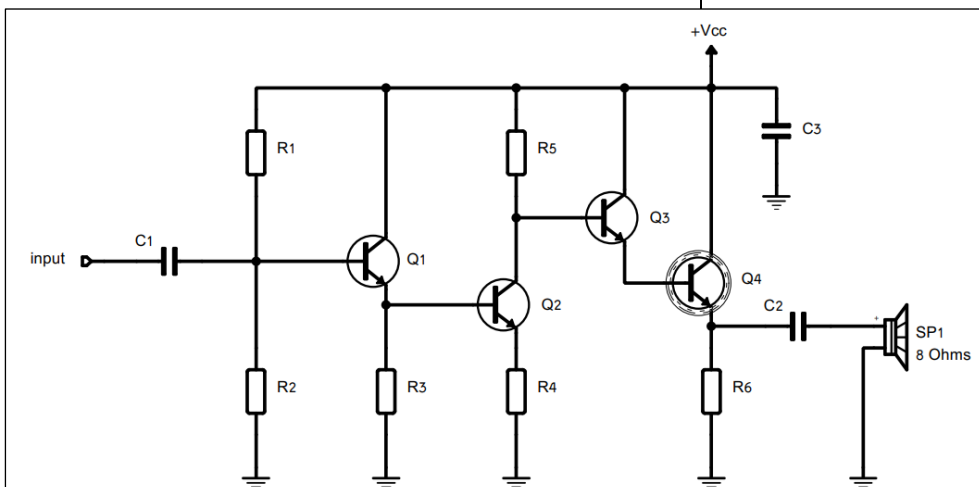 +Vcc
C3
R1
R5
Q3
C1
input
Q1
Q4
Q2
C2
+
SP1
8 Ohms
R2
R3
R4
R6